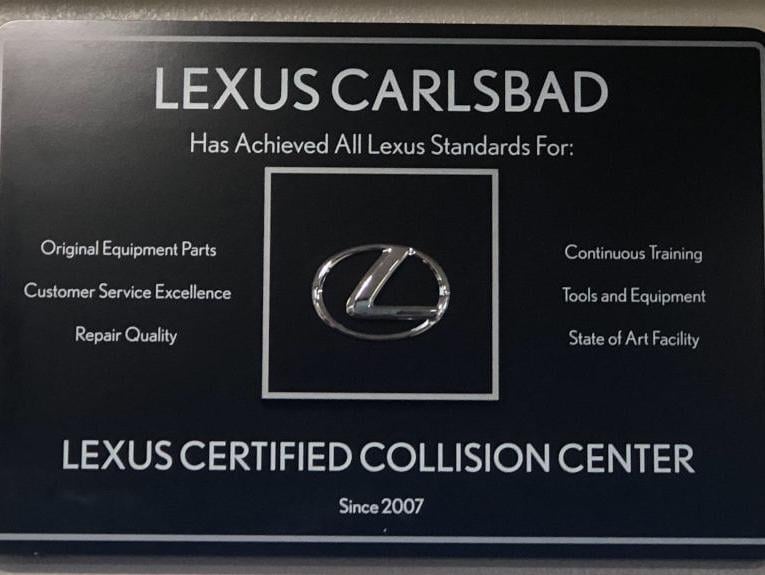 LEXUS CARLSBAD
Has Achieved All Lexus Standards For:
Original Equipment Parts
Customer Service Excellence
Repair Quality
Continuous Training
Tools and Equipment
State of Art Facility
LEXUS CERTIFIED COLLISION CENTER
Since 2007